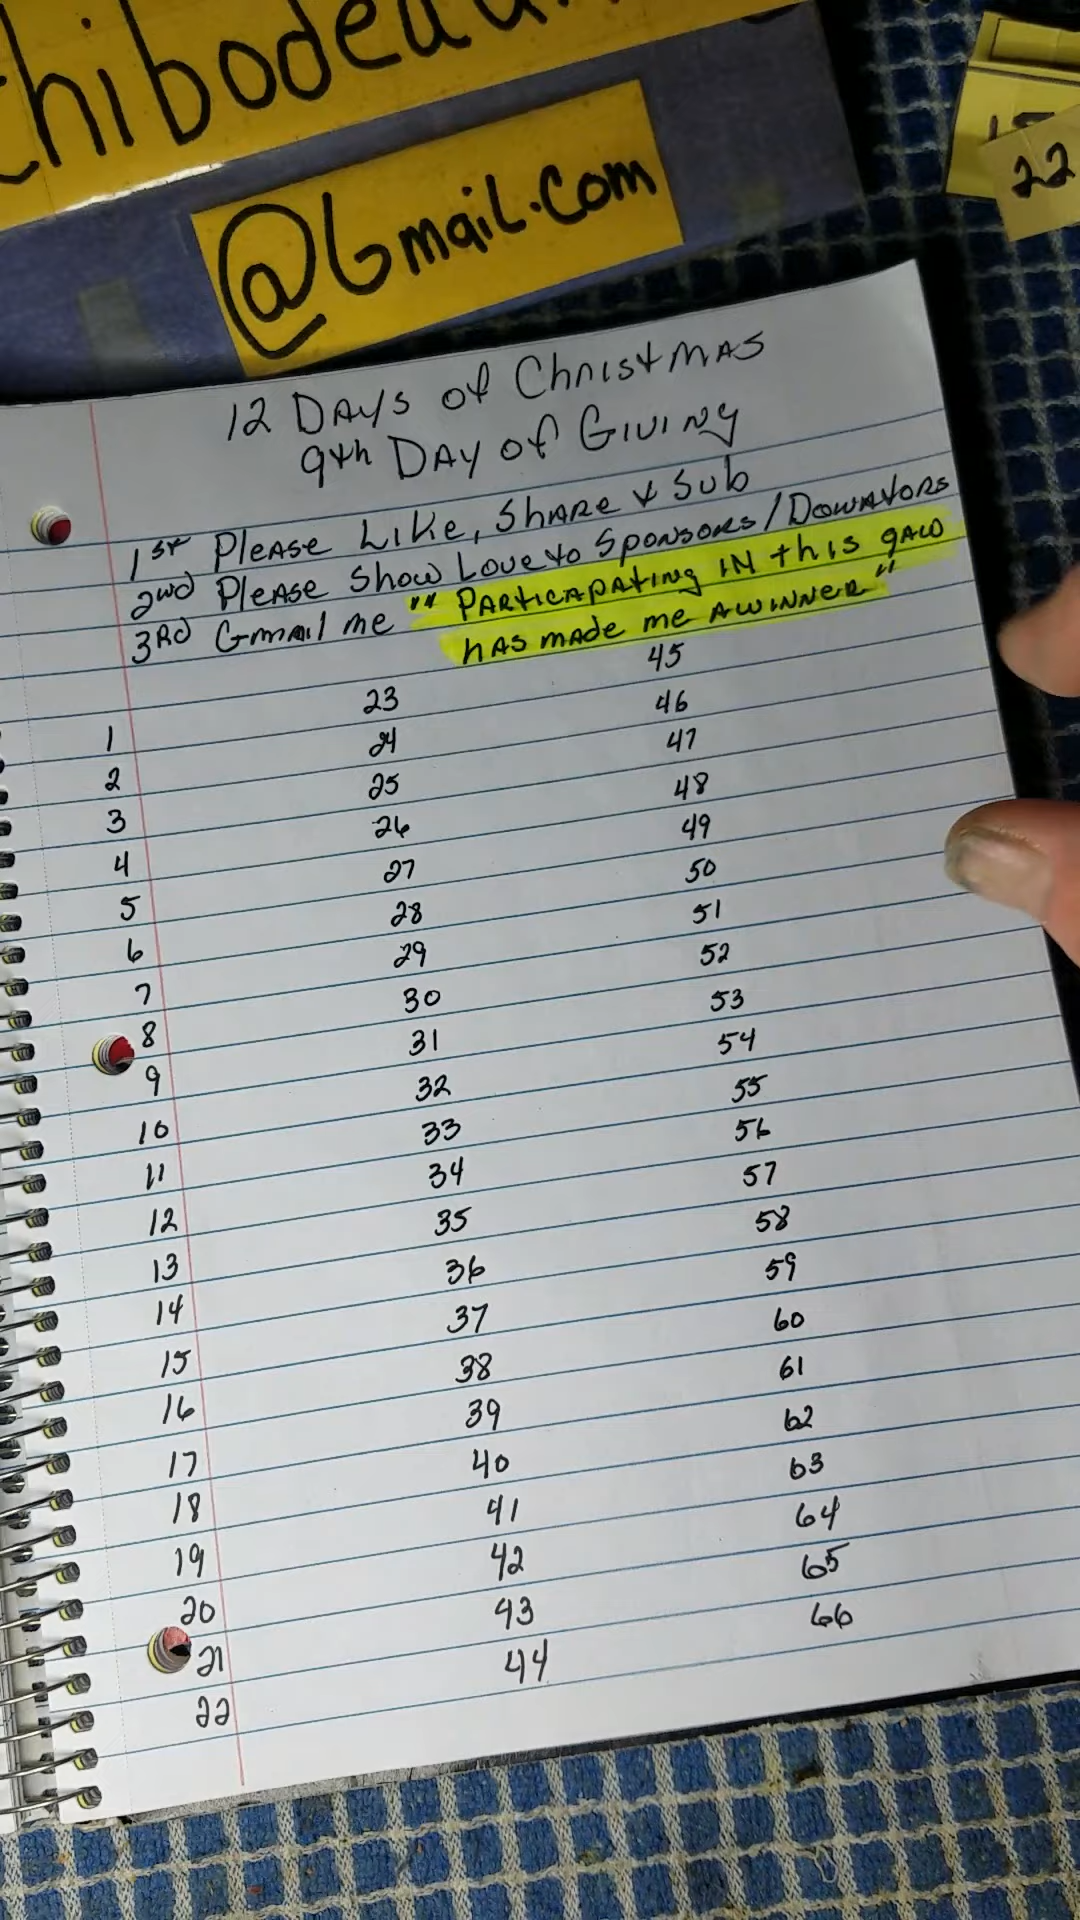 @Gmail.Com
22
12 DAYS of ChristMAS
9th DAY of GIVING
1st PLEASE LIKE, SHARE & Sub
2nd PLEASE Show Love to SPONSORS/DOWATORS
3RD G-mail me "" PARTICAPATING IN this GAW
HAS MADE me A WINNER"
1 23 45
2 24 46
3 25 47
4 26 48
5 27 49
6 28 50
7 29 51
8 30 52
9 31 53
10 32 54
11 33 55
12 34 56
13 35 57
14 36 58
15 37 59
16 38 60
17 39 61
18 40 62
19 41 63
20 42 64
21 43 65
22 44 66